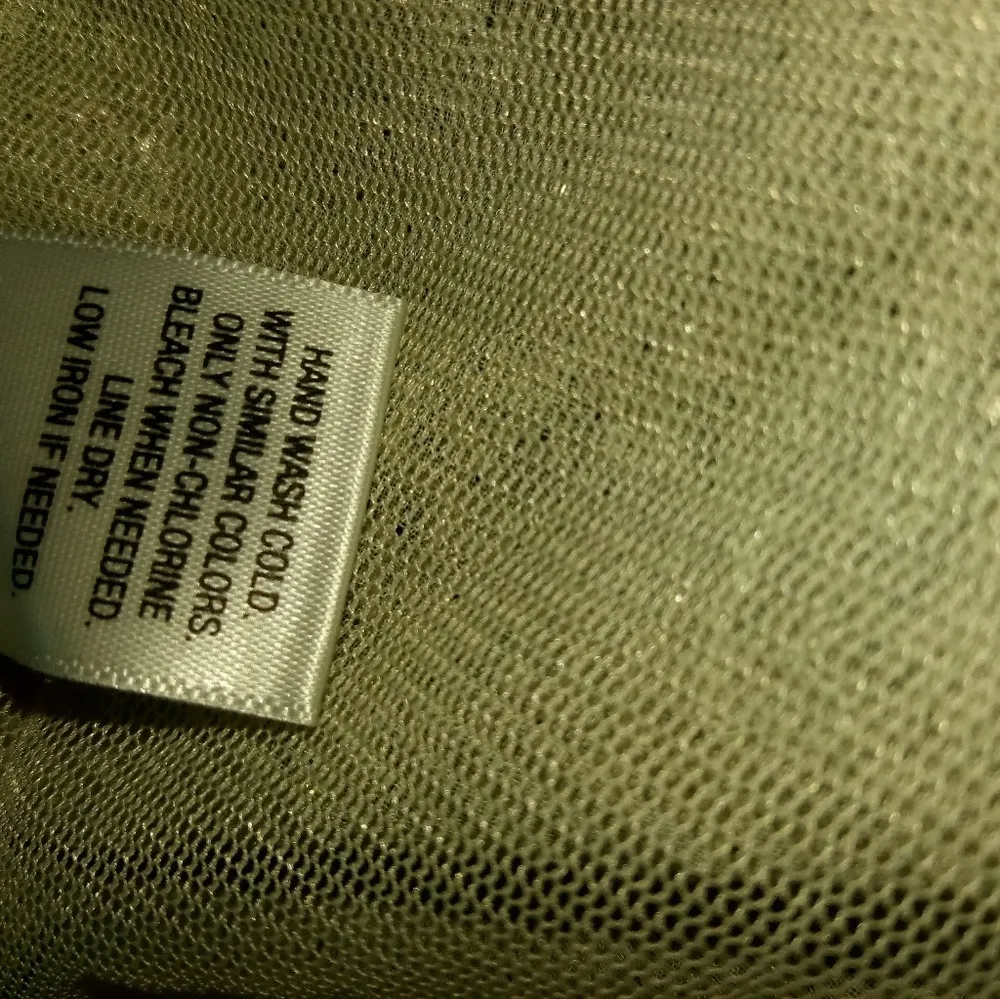 HAND WASH COLD
WITH SIMILAR COLORS.
ONLY NON-CHLORINE
BLEACH WHEN NEEDED.
LINE DRY.
LOW IRON IF NEEDED.